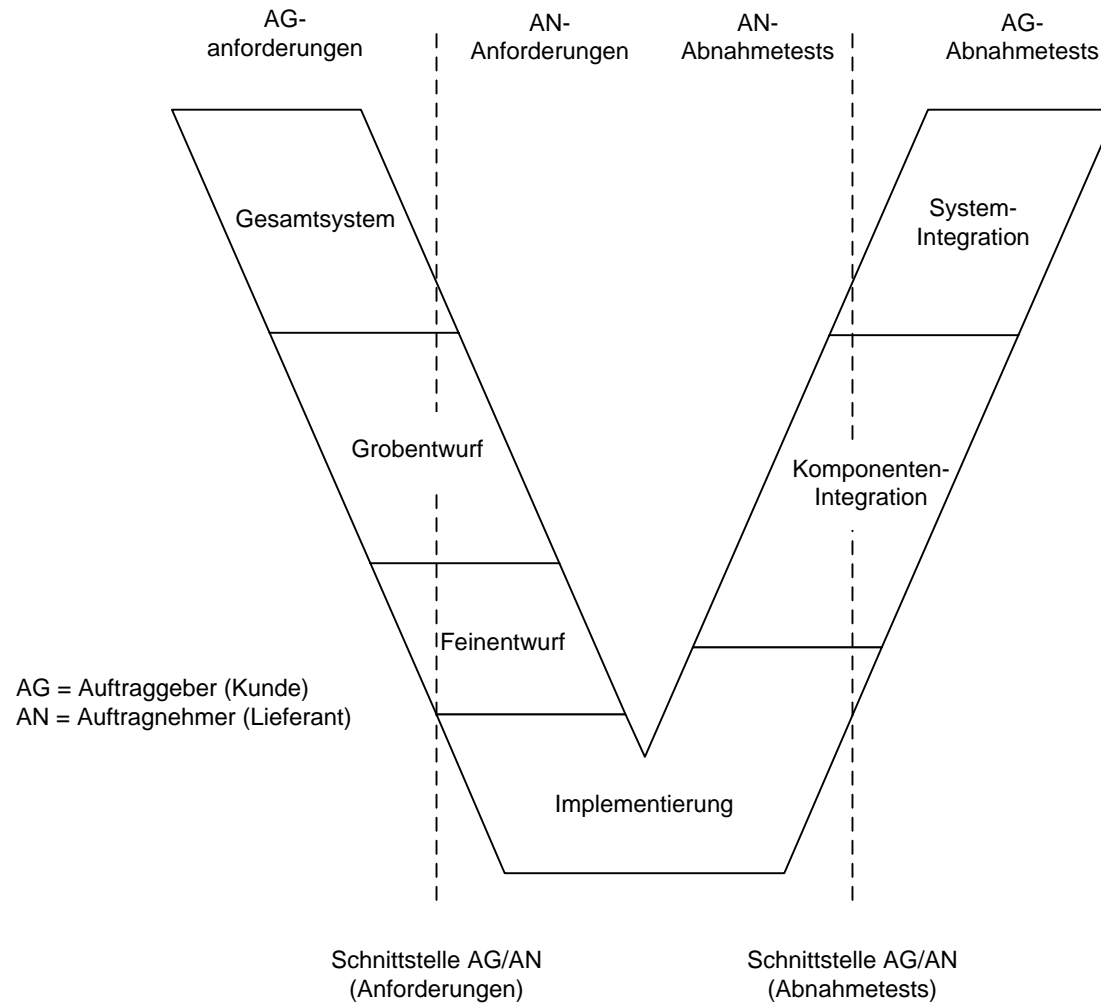 AG-
anforderungen
AN-
Anforderungen
AN-
Abnahmetests
AG-
Abnahmetests
Gesamtsystem
System-
Integration
Grobentwurf
Komponenten-
Integration
Feinentwurf
AG = Auftraggeber (Kunde)
AN = Auftragnehmer (Lieferant)
Implementierung
Schnittstelle AG/AN
(Anforderungen)
Schnittstelle AG/AN
(Abnahmetests)